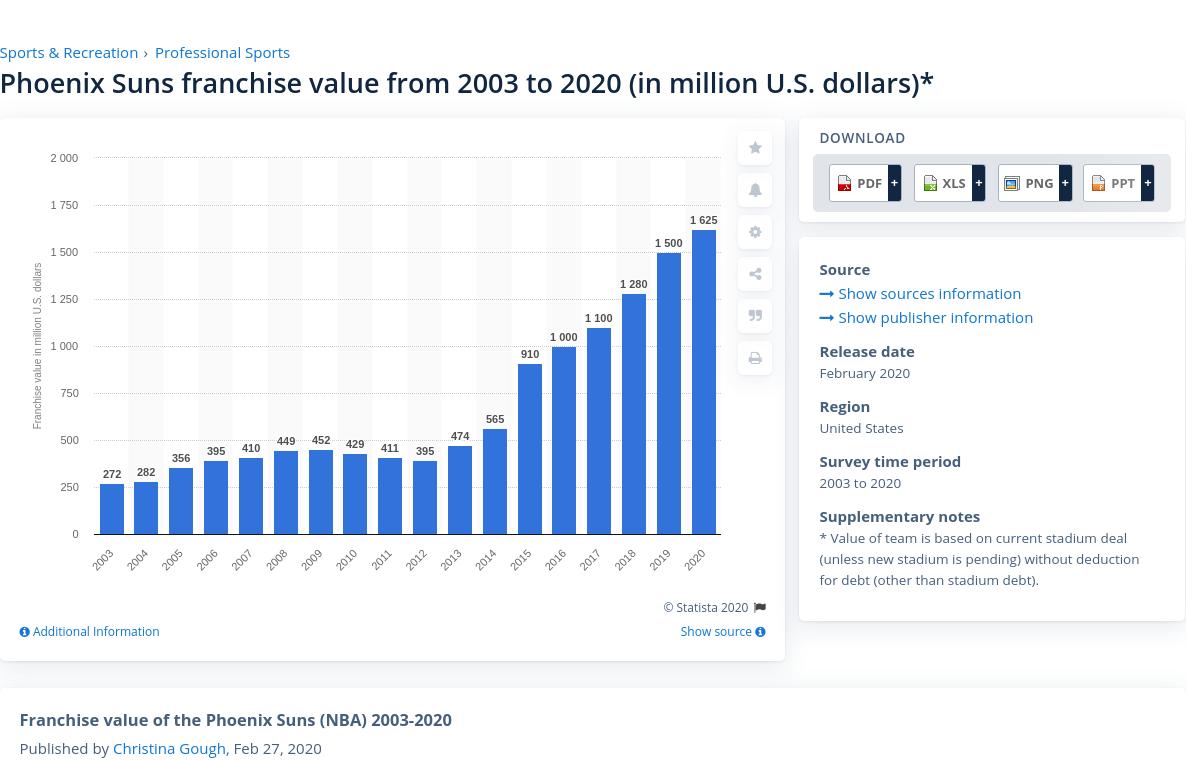 Sports & Recreation › Professional Sports
Phoenix Suns franchise value from 2003 to 2020 (in million U.S. dollars)*
Franchise value in million U.S. dollars
2 000
1 750
1 500
1 250
1 000
750
500
250
0
272
282
356
395
410
449
452
429
411
395
474
565
910
1 000
1 100
1 280
1 500
1 625
2003
2004
2005
2006
2007
2008
2009
2010
2011
2012
2013
2014
2015
2016
2017
2018
2019
2020
© Statista 2020
Additional Information
Show source
DOWNLOAD
PDF +
XLS +
PNG +
PPT +
Source
Show sources information
Show publisher information
Release date
February 2020
Region
United States
Survey time period
2003 to 2020
Supplementary notes
* Value of team is based on current stadium deal
(unless new stadium is pending) without deduction
for debt (other than stadium debt).
Franchise value of the Phoenix Suns (NBA) 2003-2020
Published by Christina Gough, Feb 27, 2020